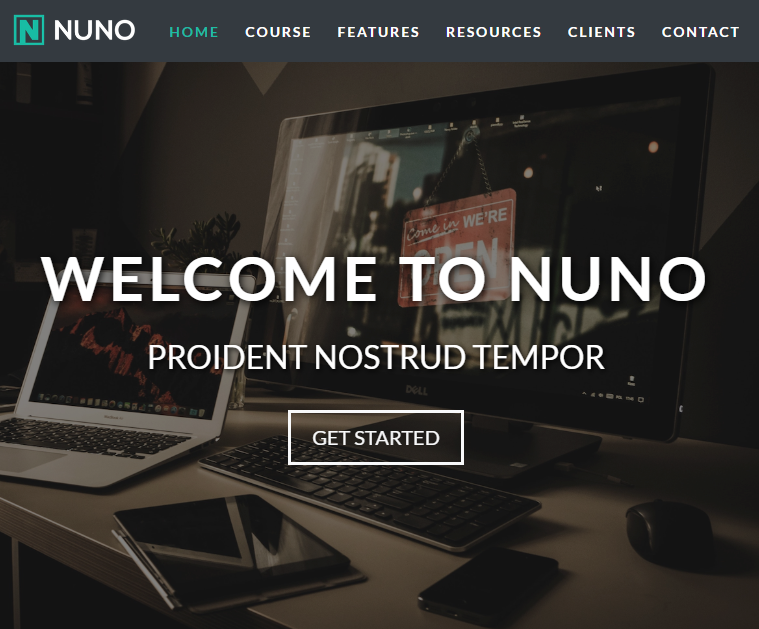 NUNO
HOME COURSE FEATURES RESOURCES CLIENTS CONTACT
Come in WE'RE
OPEN
WELCOME TO NUNO
PROIDENT NOSTRUD TEMPOR
DELL
GET STARTED